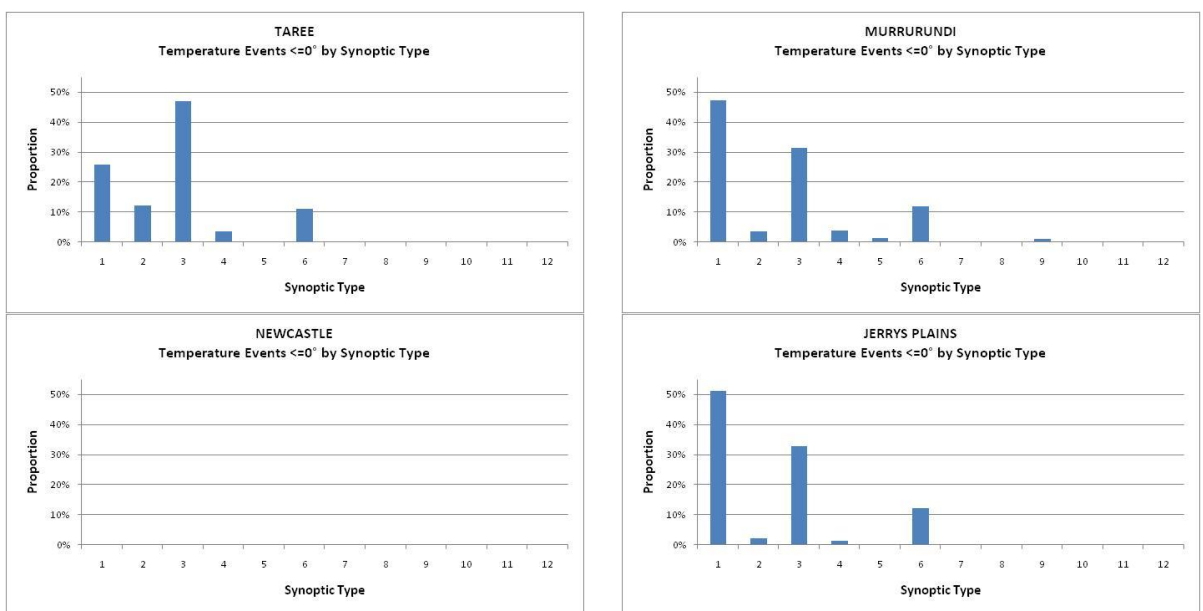 TAREE
Temperature Events <=0° by Synoptic Type
Proportion
50%
40%
30%
20%
10%
0%
1 2 3 4 5 6 7 8 9 10 11 12
Synoptic Type
MURRURUNDI
Temperature Events <=0° by Synoptic Type
Proportion
50%
40%
30%
20%
10%
0%
1 2 3 4 5 6 7 8 9 10 11 12
Synoptic Type
NEWCASTLE
Temperature Events <=0° by Synoptic Type
Proportion
50%
40%
30%
20%
10%
0%
1 2 3 4 5 6 7 8 9 10 11 12
Synoptic Type
JERRYS PLAINS
Temperature Events <=0° by Synoptic Type
Proportion
50%
40%
30%
20%
10%
0%
1 2 3 4 5 6 7 8 9 10 11 12
Synoptic Type